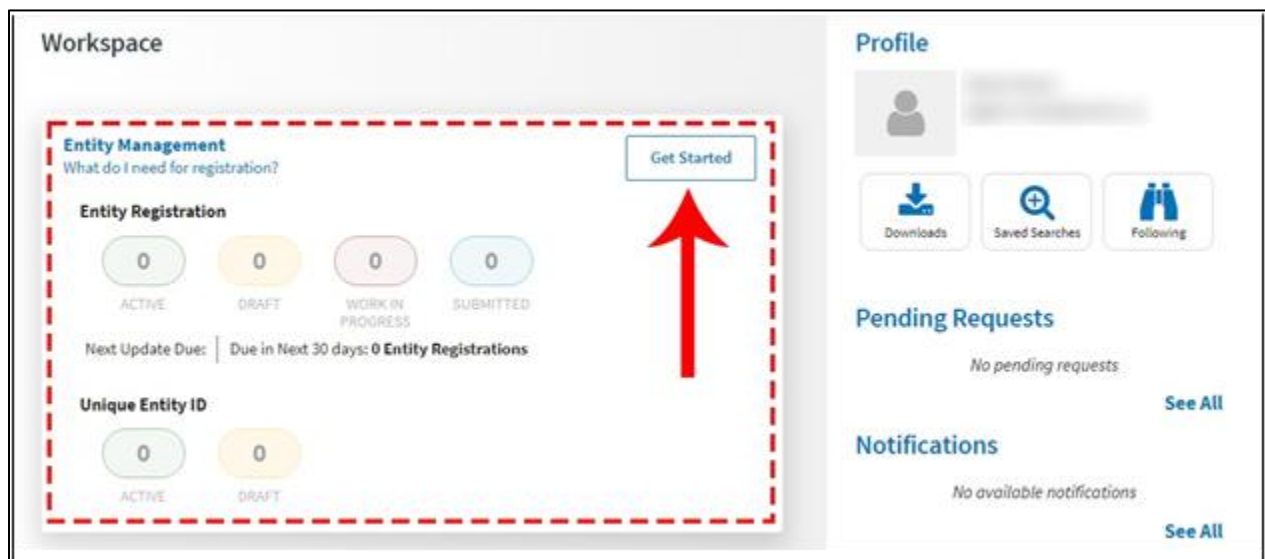 Workspace
Entity Management
What do I need for registration?
Get Started
Entity Registration
0 0 0 0
ACTIVE DRAFT WORK IN PROGRESS SUBMITTED
Next Update Due: Due in Next 30 days: 0 Entity Registrations
Unique Entity ID
0 0
ACTIVE DRAFT
Profile
Downloads Saved Searches Following
Pending Requests
No pending requests
See All
Notifications
No available notifications
See All